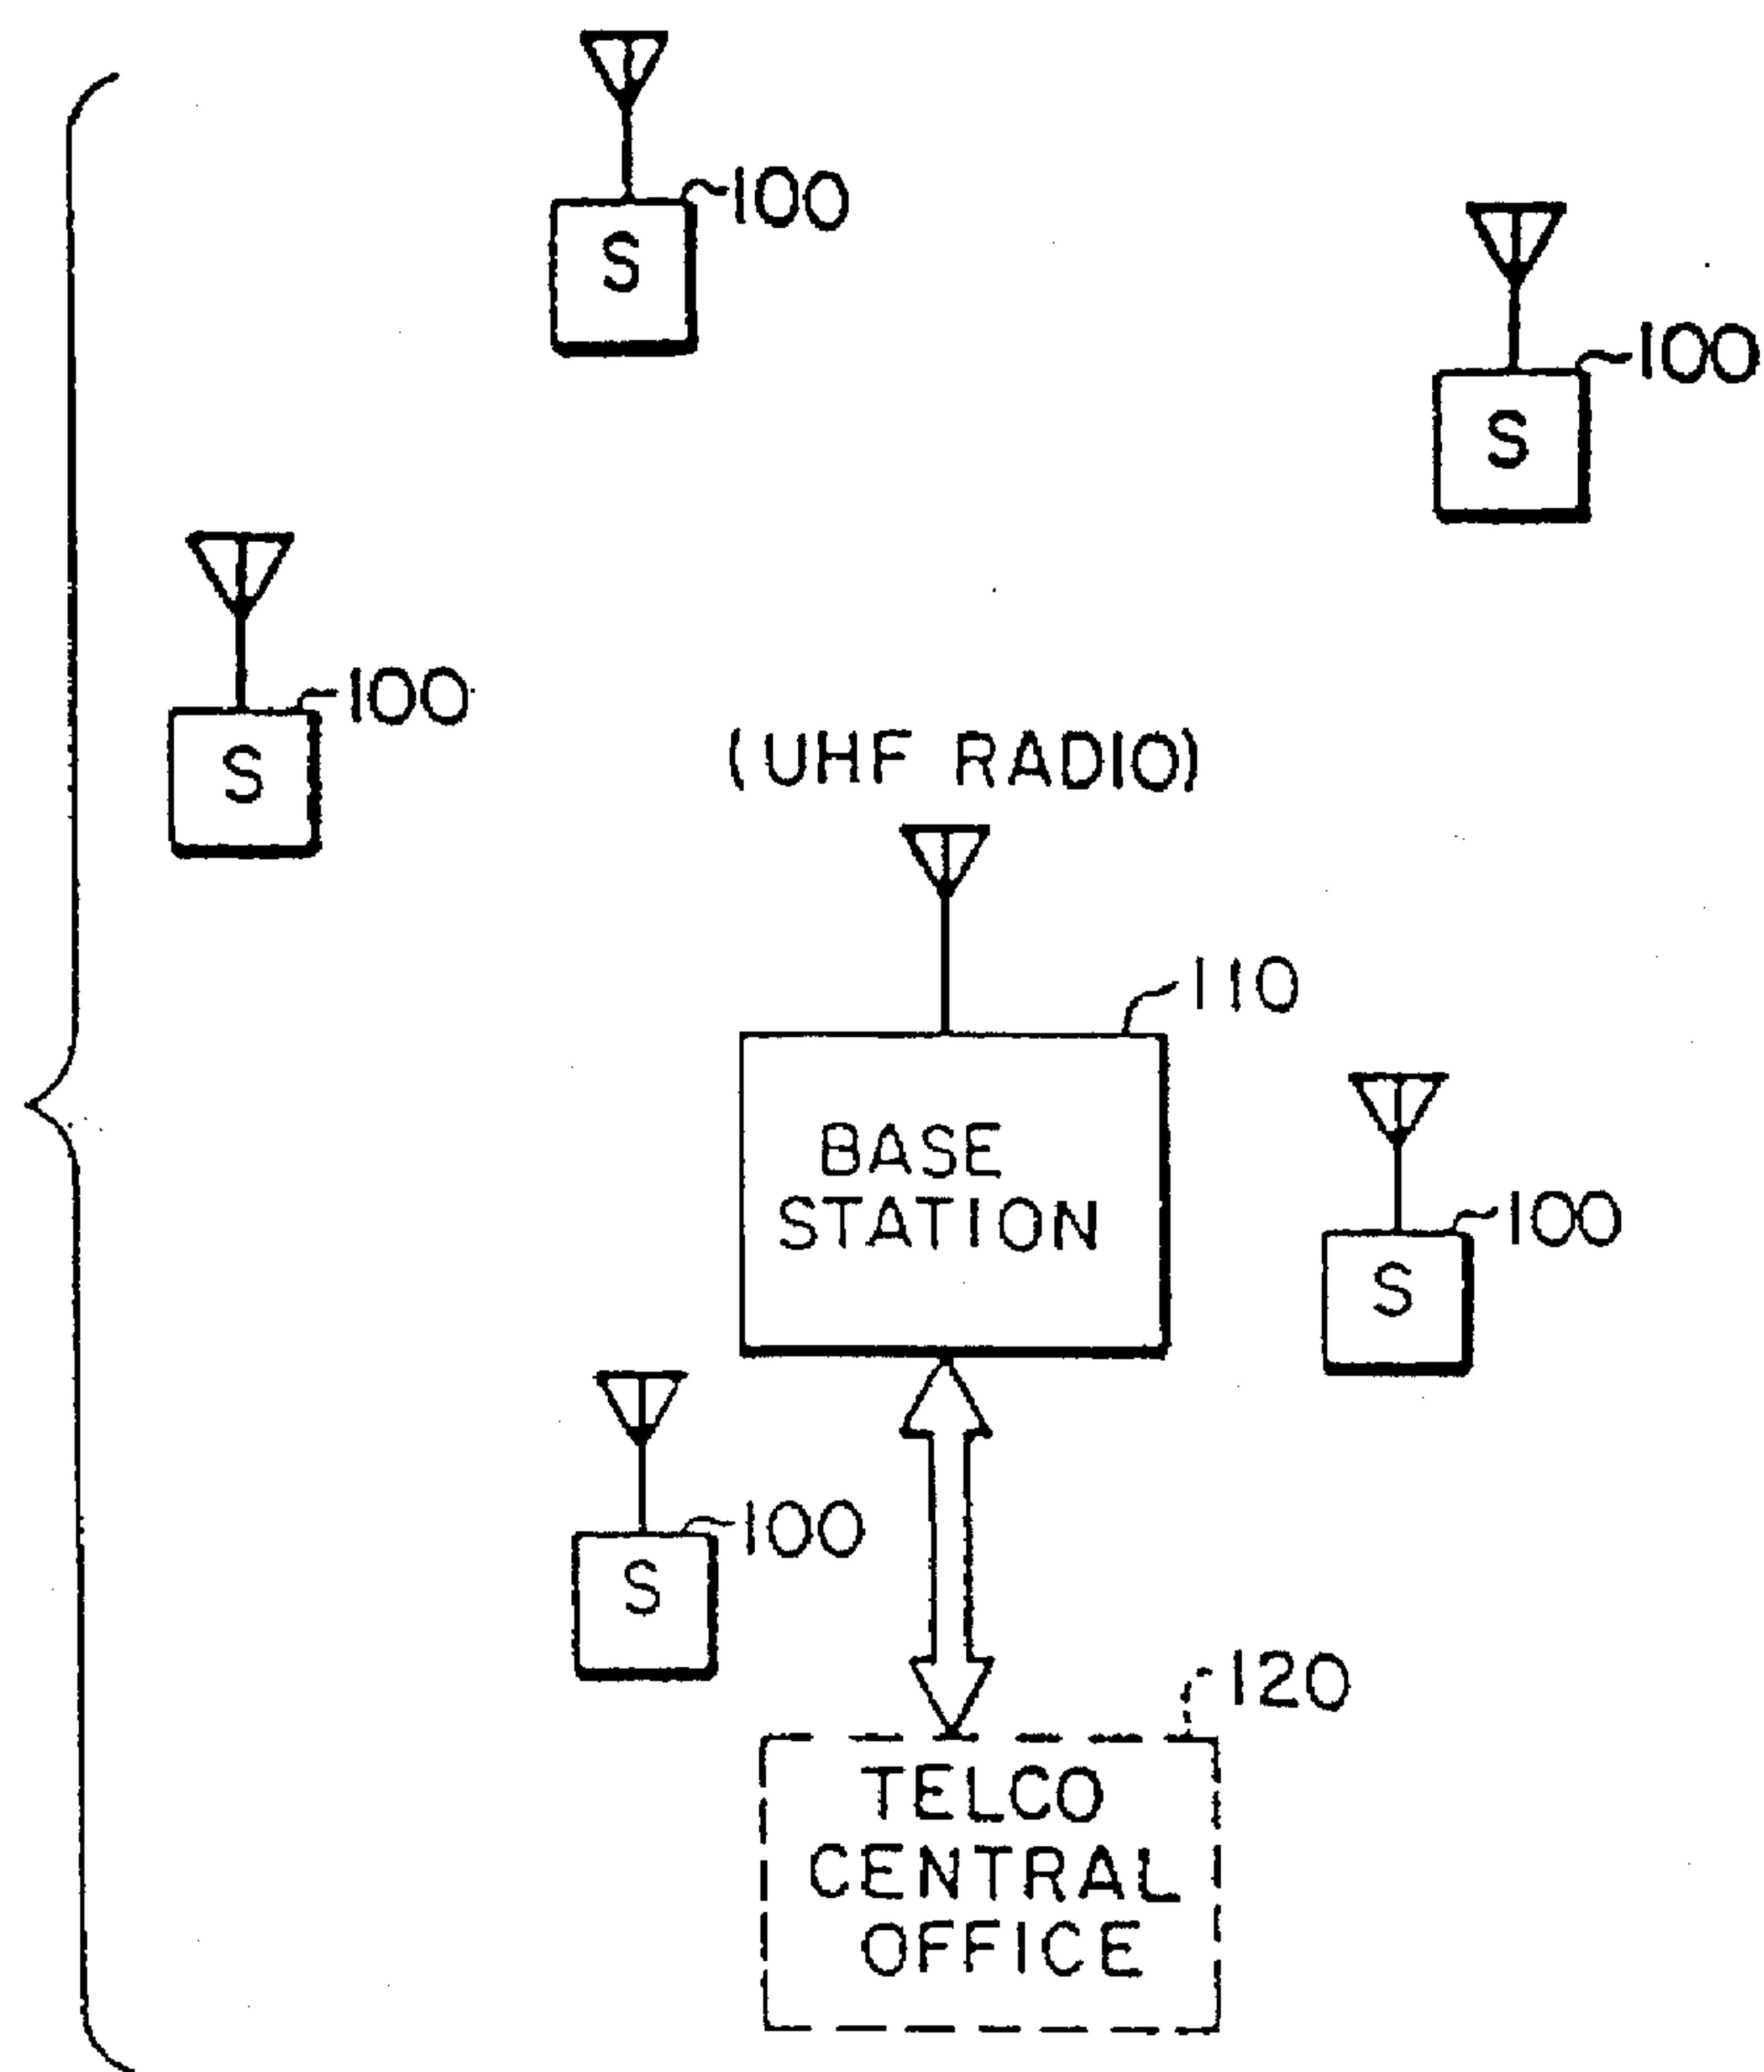 100
S
100
S
100
S
(UHF RADIO)
110
BASE
STATION
100
S
100
S
120
TELCO
CENTRAL
OFFICE